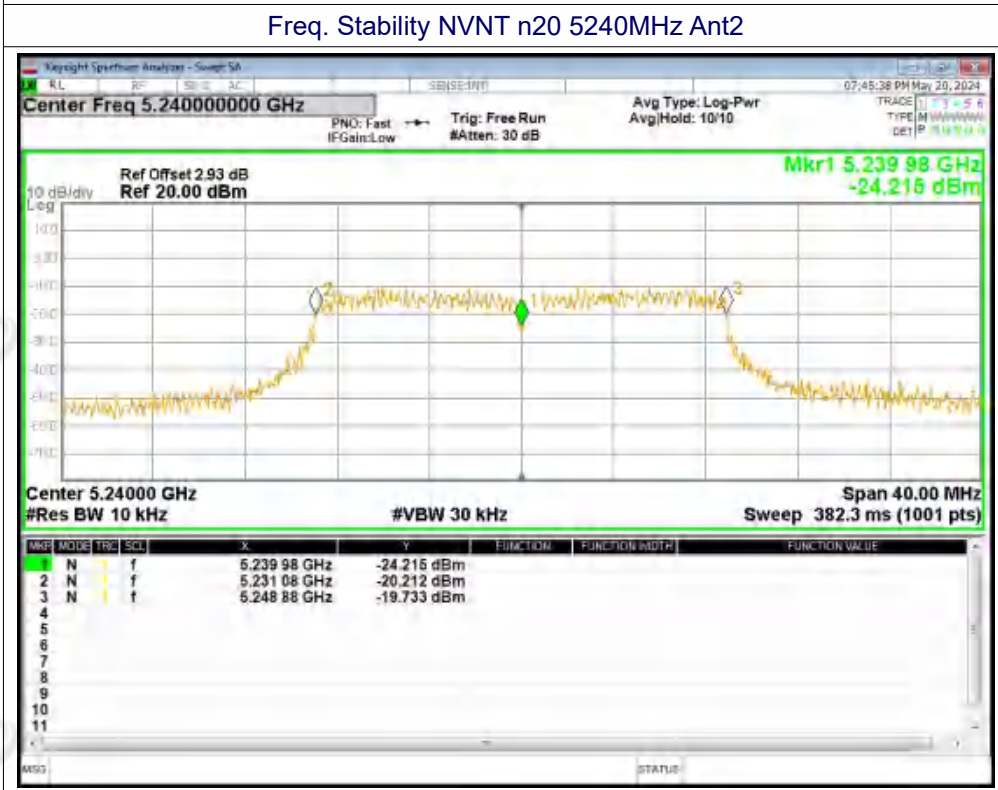 Freq. Stability NVNT n20 5240MHz Ant2
Keysight Spectrum Analyzer - Swept SA
RL RF AC SENSE:INT 07:45:38 PM May 20, 2024
Center Freq 5.240000000 GHz
PNO: Fast
IFGain:Low
Trig: Free Run
#Atten: 30 dB
Avg Type: Log-Pwr
Avg|Hold: 10/10
TRACE
TYPE
DET
Mkr1 5.239 98 GHz
-24.215 dBm
Ref Offset 2.93 dB
10 dB/div Ref 20.00 dBm
Log
2 1 3
Center 5.24000 GHz Span 40.00 MHz
#Res BW 10 kHz #VBW 30 kHz Sweep 382.3 ms (1001 pts)
MKR MODE TRC SCL X Y FUNCTION FUNCTION WIDTH FUNCTION VALUE
1 N 1 f 5.239 98 GHz -24.215 dBm
2 N 1 f 5.231 08 GHz -20.212 dBm
3 N 1 f 5.248 88 GHz -19.733 dBm
4
5
6
7
8
9
10
11
MSG STATUS